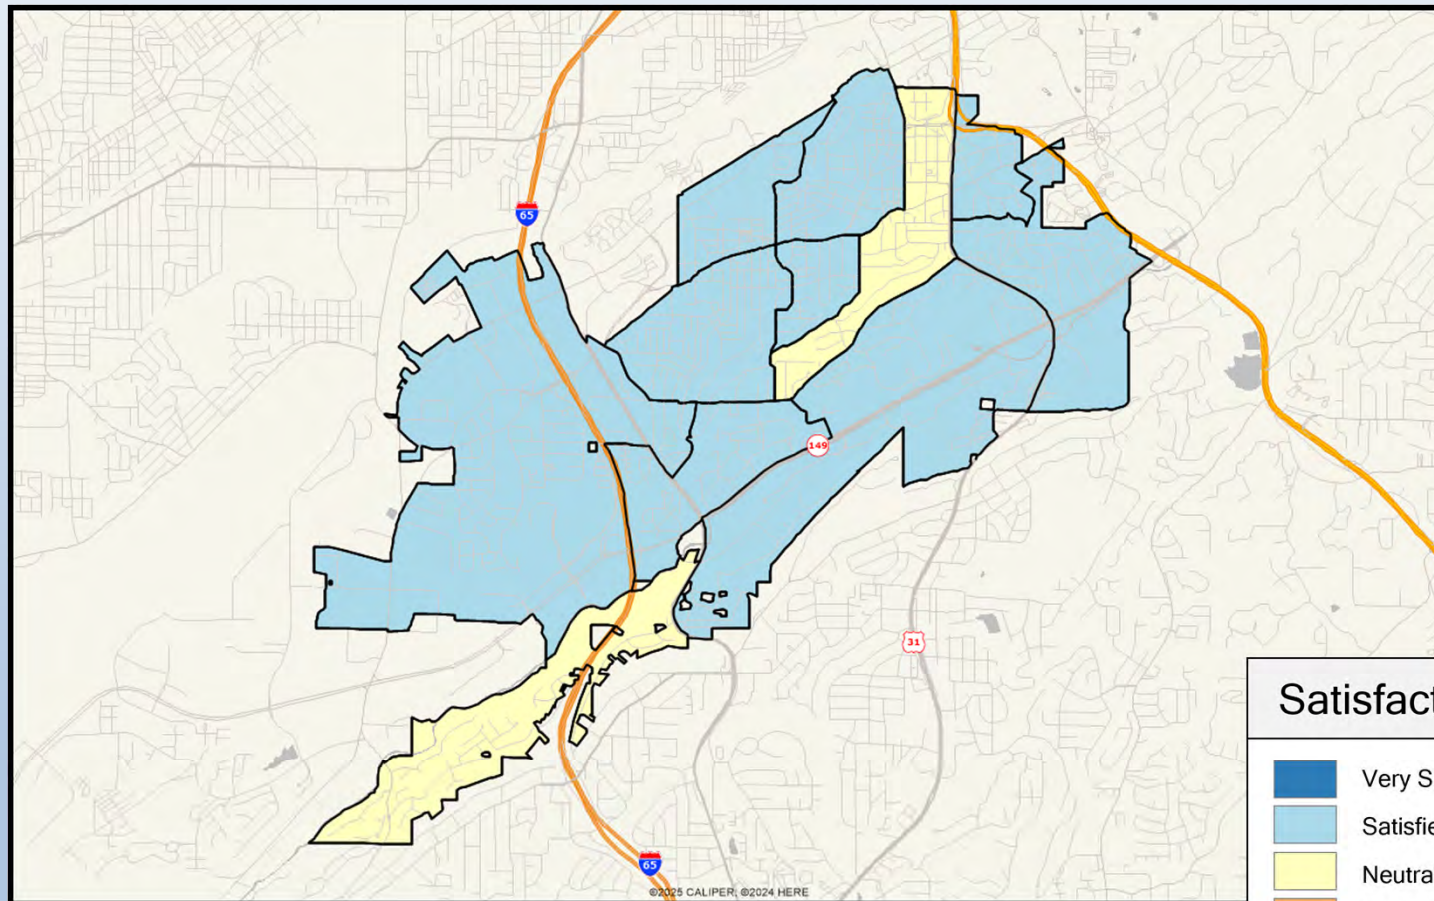 65
149
31
65
©2025 CALIPER; ©2024 HERE
Satisfact
Very S
Satisfie
Neutra